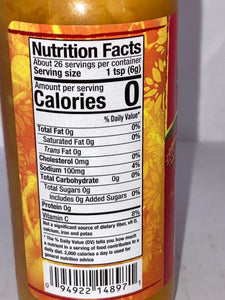 Nutrition Facts
About 26 servings per container
Serving size 1 tsp (6g)
Amount per serving
Calories 0
% Daily Value*
Total Fat 0g 0%
Saturated Fat 0g 0%
Trans Fat 0g
Cholesterol 0mg 0%
Sodium 100mg 4%
Total Carbohydrate 0g 0%
Total Sugars 0g
Includes 0g Added Sugars 0%
Protein 0g
Vitamin C 8%
Not a significant source of dietary fiber, vit D,
calcium, iron and potas
* The % Daily Value (DV) tells you how much
a nutrient in a serving of food contributes to a
daily diet. 2,000 calories a day is used for
general nutrition advice
0 94922 14897 1